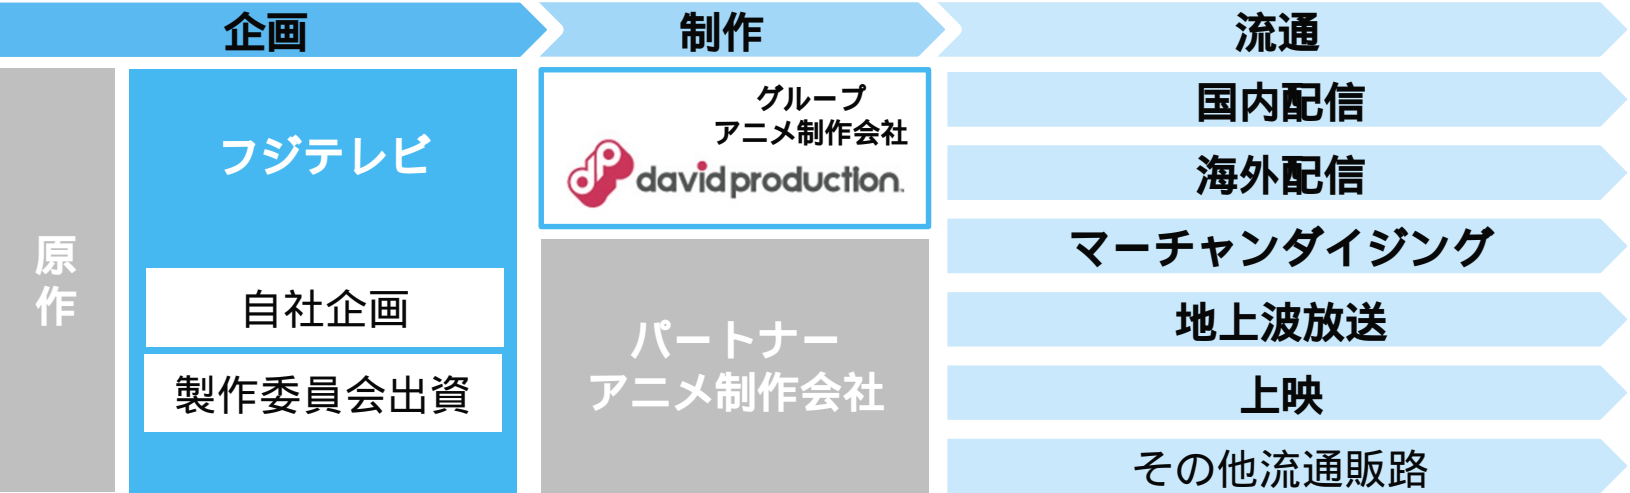 企画
制作
流通
原
作
フジテレビ
自社企画
製作委員会出資
グループ
アニメ制作会社
dp
davidproduction.
パートナー
アニメ制作会社
国内配信
海外配信
マーチャンダイジング
地上波放送
上映
その他流通販路